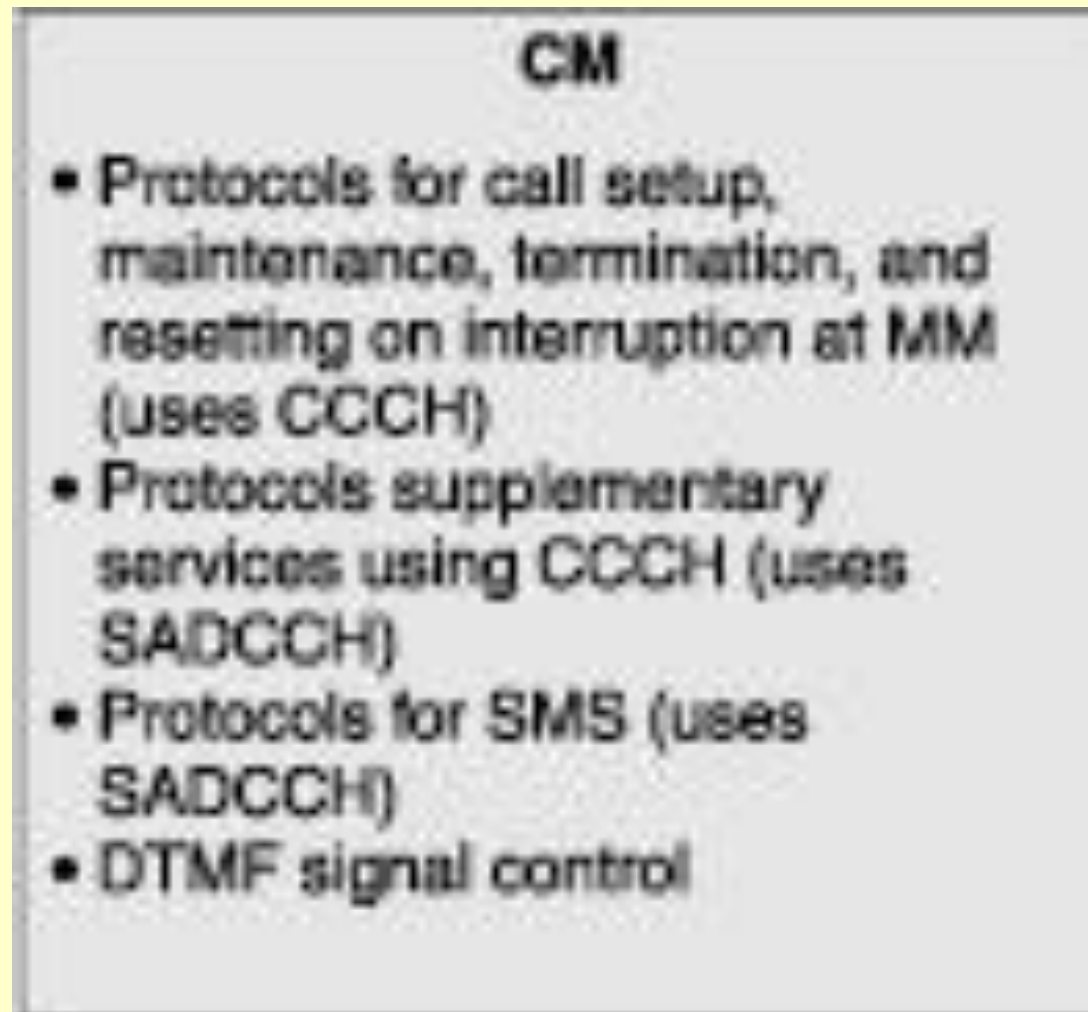 CM
• Protocols for call setup,
maintenance, termination, and
resetting on interruption at MM
(uses CCCH)
• Protocols supplementary
services using CCCH (uses
SADCCH)
• Protocols for SMS (uses
SADCCH)
• DTMF signal control